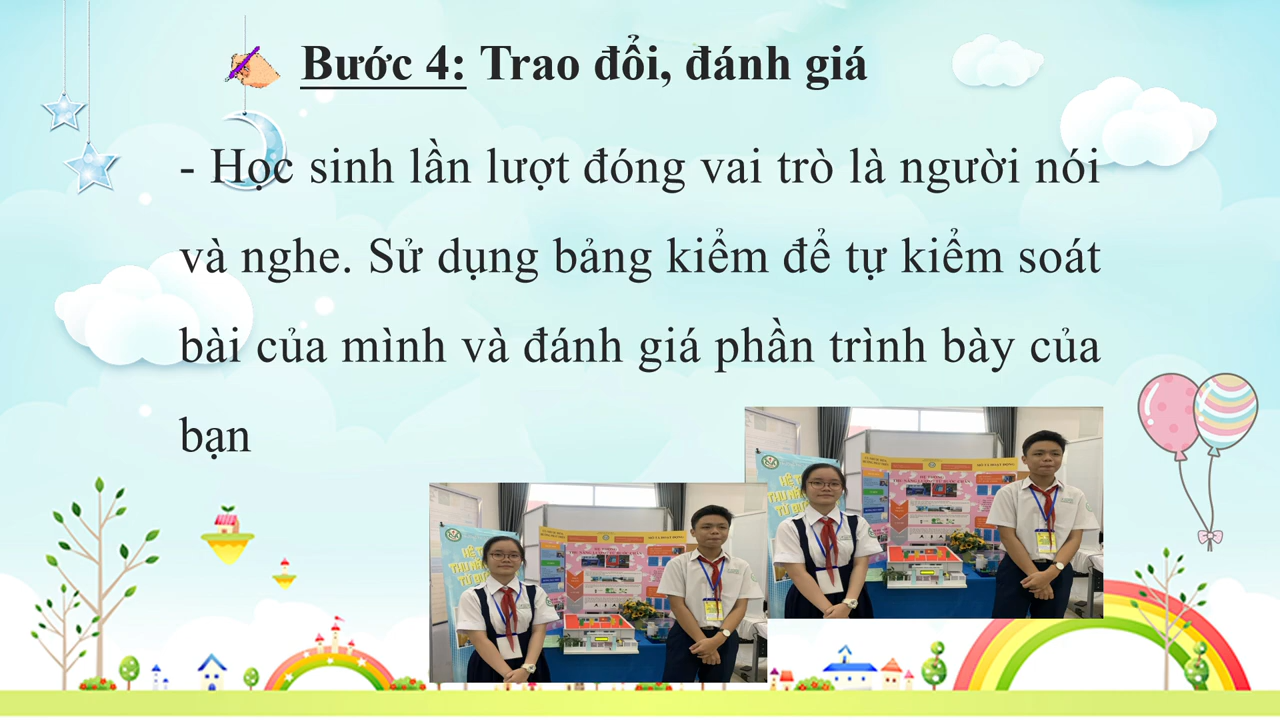 Bước 4: Trao đổi, đánh giá
- Học sinh lần lượt đóng vai trò là người nói
và nghe. Sử dụng bảng kiểm để tự kiểm soát
bài của mình và đánh giá phần trình bày của
bạn